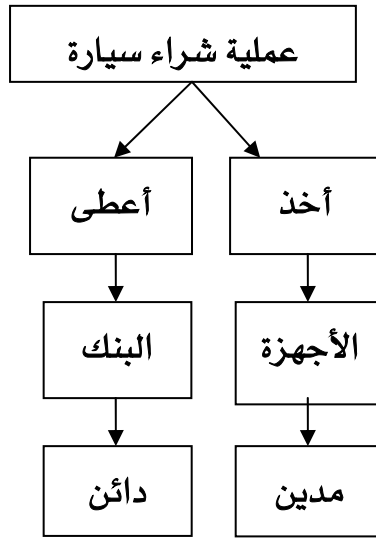 عملية شراء سيارة
أخذ
أعطى
الأجهزة
البنك
مدين
دائن